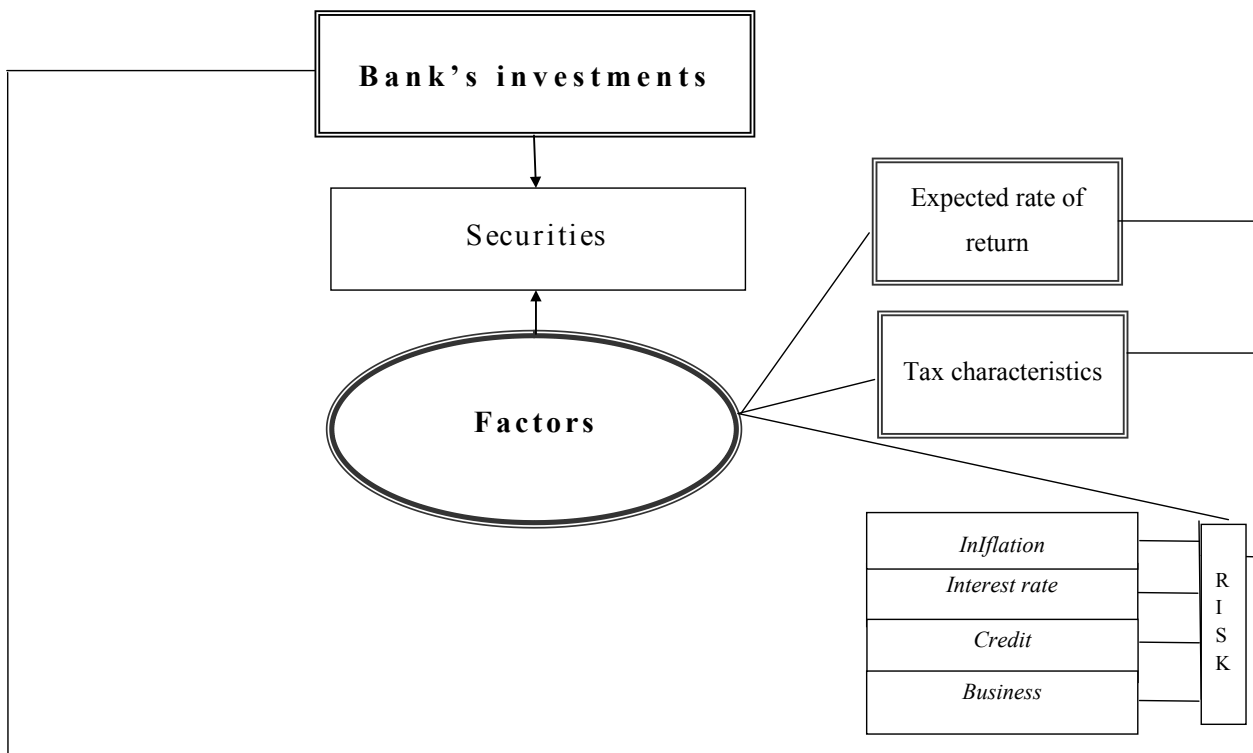 Bank’s investments
Securities
Expected rate of
return
Tax characteristics
Factors
InIflation
Interest rate
Credit
Business
R
I
S
K